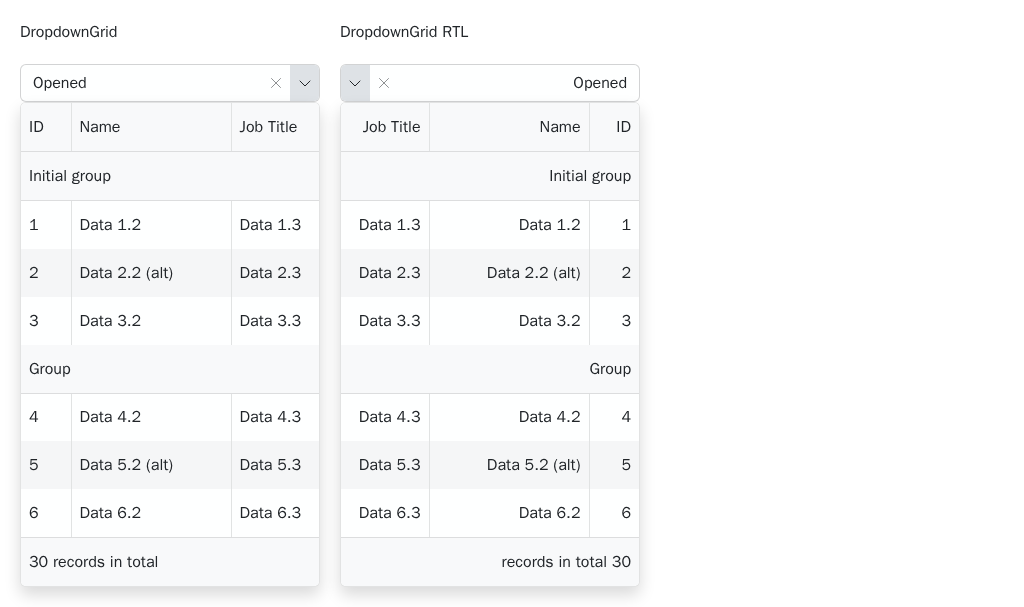 DropdownGrid
Opened
ID Name Job Title
Initial group
1 Data 1.2 Data 1.3
2 Data 2.2 (alt) Data 2.3
3 Data 3.2 Data 3.3
Group
4 Data 4.2 Data 4.3
5 Data 5.2 (alt) Data 5.3
6 Data 6.2 Data 6.3
30 records in total
DropdownGrid RTL
Opened
Job Title Name ID
Initial group
Data 1.3 Data 1.2 1
Data 2.3 Data 2.2 (alt) 2
Data 3.3 Data 3.2 3
Group
Data 4.3 Data 4.2 4
Data 5.3 Data 5.2 (alt) 5
Data 6.3 Data 6.2 6
records in total 30